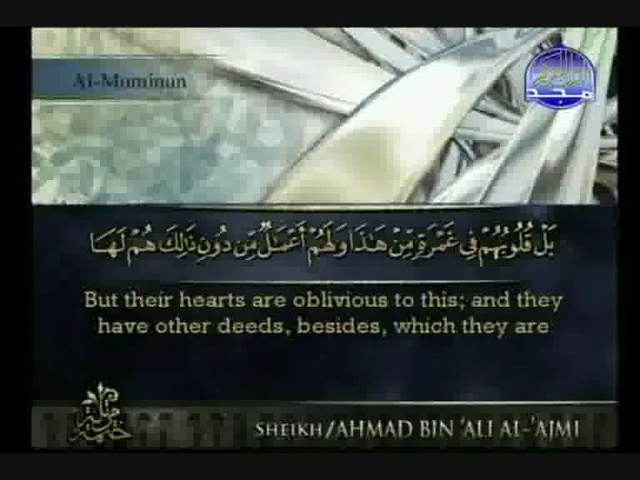 Al-Muminun
مجد
بَلْ قُلُوبُهُمْ فِي غَمْرَةٍ مِّنْ هَٰذَا وَلَهُمْ أَعْمَٰلٌ مِّن دُونِ ذَٰلِكَ هُمْ لَهَا
But their hearts are oblivious to this; and they
have other deeds, besides, which they are
SHEIKH/AHMAD BIN 'ALI AL-'AJMI